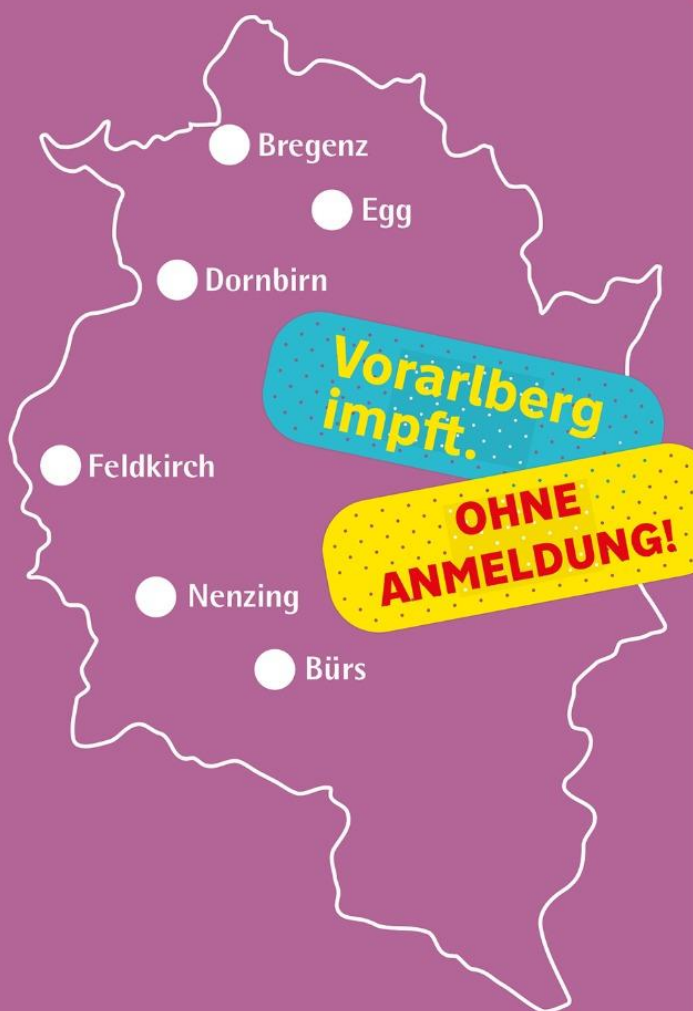 Bregenz
Egg
Dornbirn
Vorarlberg
impft.
Feldkirch
OHNE
ANMELDUNG!
Nenzing
Bürs